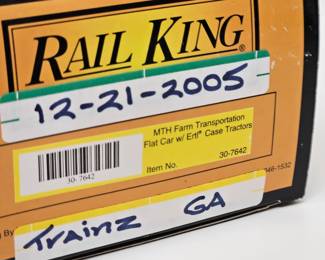 RAIL KING®
12-21-2005
MTH Farm Transportation
Flat Car w/ Ertl® Case Tractors
30-7642
Item No. 30-7642
Trainz GA